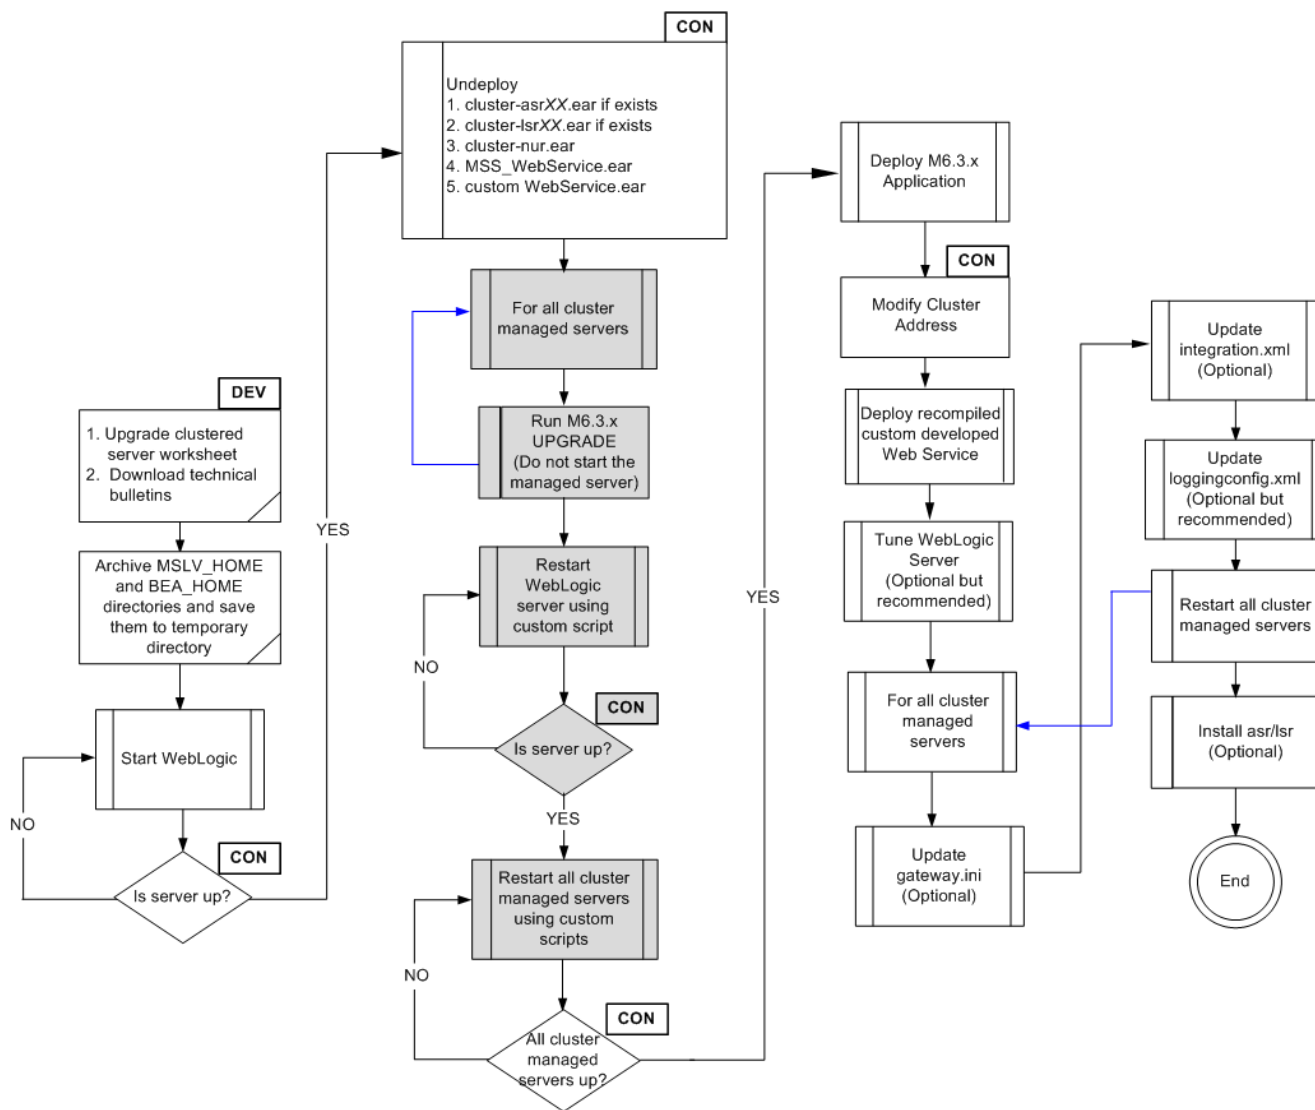 DEV
1. Upgrade clustered
server worksheet
2. Download technical
bulletins
Archive MSLV_HOME
and BEA_HOME
directories and save
them to temporary
directory
Start WebLogic
NO
CON
Is server up?
YES
CON
Undeploy
1. cluster-asrXX.ear if exists
2. cluster-lsrXX.ear if exists
3. cluster-nur.ear
4. MSS_WebService.ear
5. custom WebService.ear
For all cluster
managed servers
Run M6.3.x
UPGRADE
(Do not start the
managed server)
Restart
WebLogic
server using
custom script
NO
CON
Is server up?
YES
Restart all cluster
managed servers
using custom
scripts
NO
CON
All cluster
managed
servers up?
YES
Deploy M6.3.x
Application
CON
Modify Cluster
Address
Deploy recompiled
custom developed
Web Service
Tune WebLogic
Server
(Optional but
recommended)
For all cluster
managed
servers
Update
gateway.ini
(Optional)
Update
integration.xml
(Optional)
Update
loggingconfig.xml
(Optional but
recommended)
Restart all cluster
managed servers
Install asr/lsr
(Optional)
End